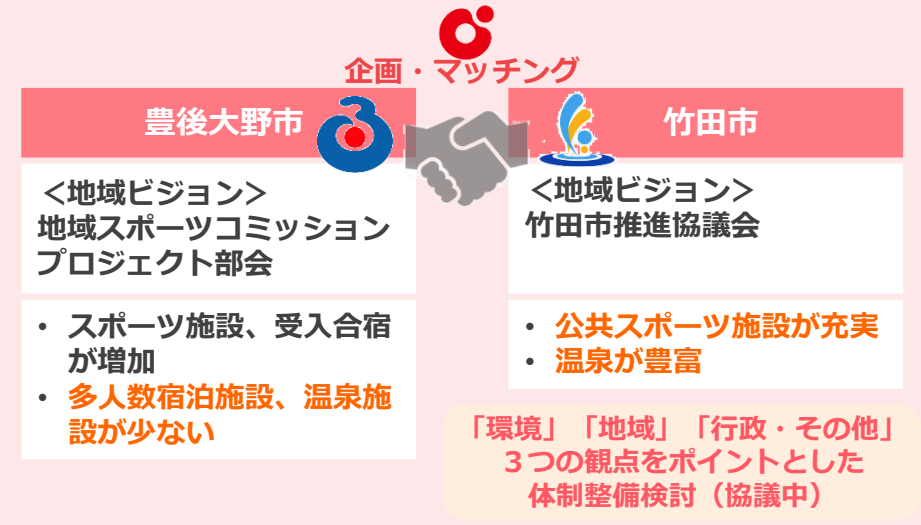 企画・マッチング
豊後大野市
＜地域ビジョン＞
地域スポーツコミッション
プロジェクト部会
• スポーツ施設、受入合宿
が増加
• 多人数宿泊施設、温泉施
設が少ない
竹田市
＜地域ビジョン＞
竹田市推進協議会
• 公共スポーツ施設が充実
• 温泉が豊富
「環境」「地域」「行政・その他」
３つの観点をポイントとした
体制整備検討（協議中）